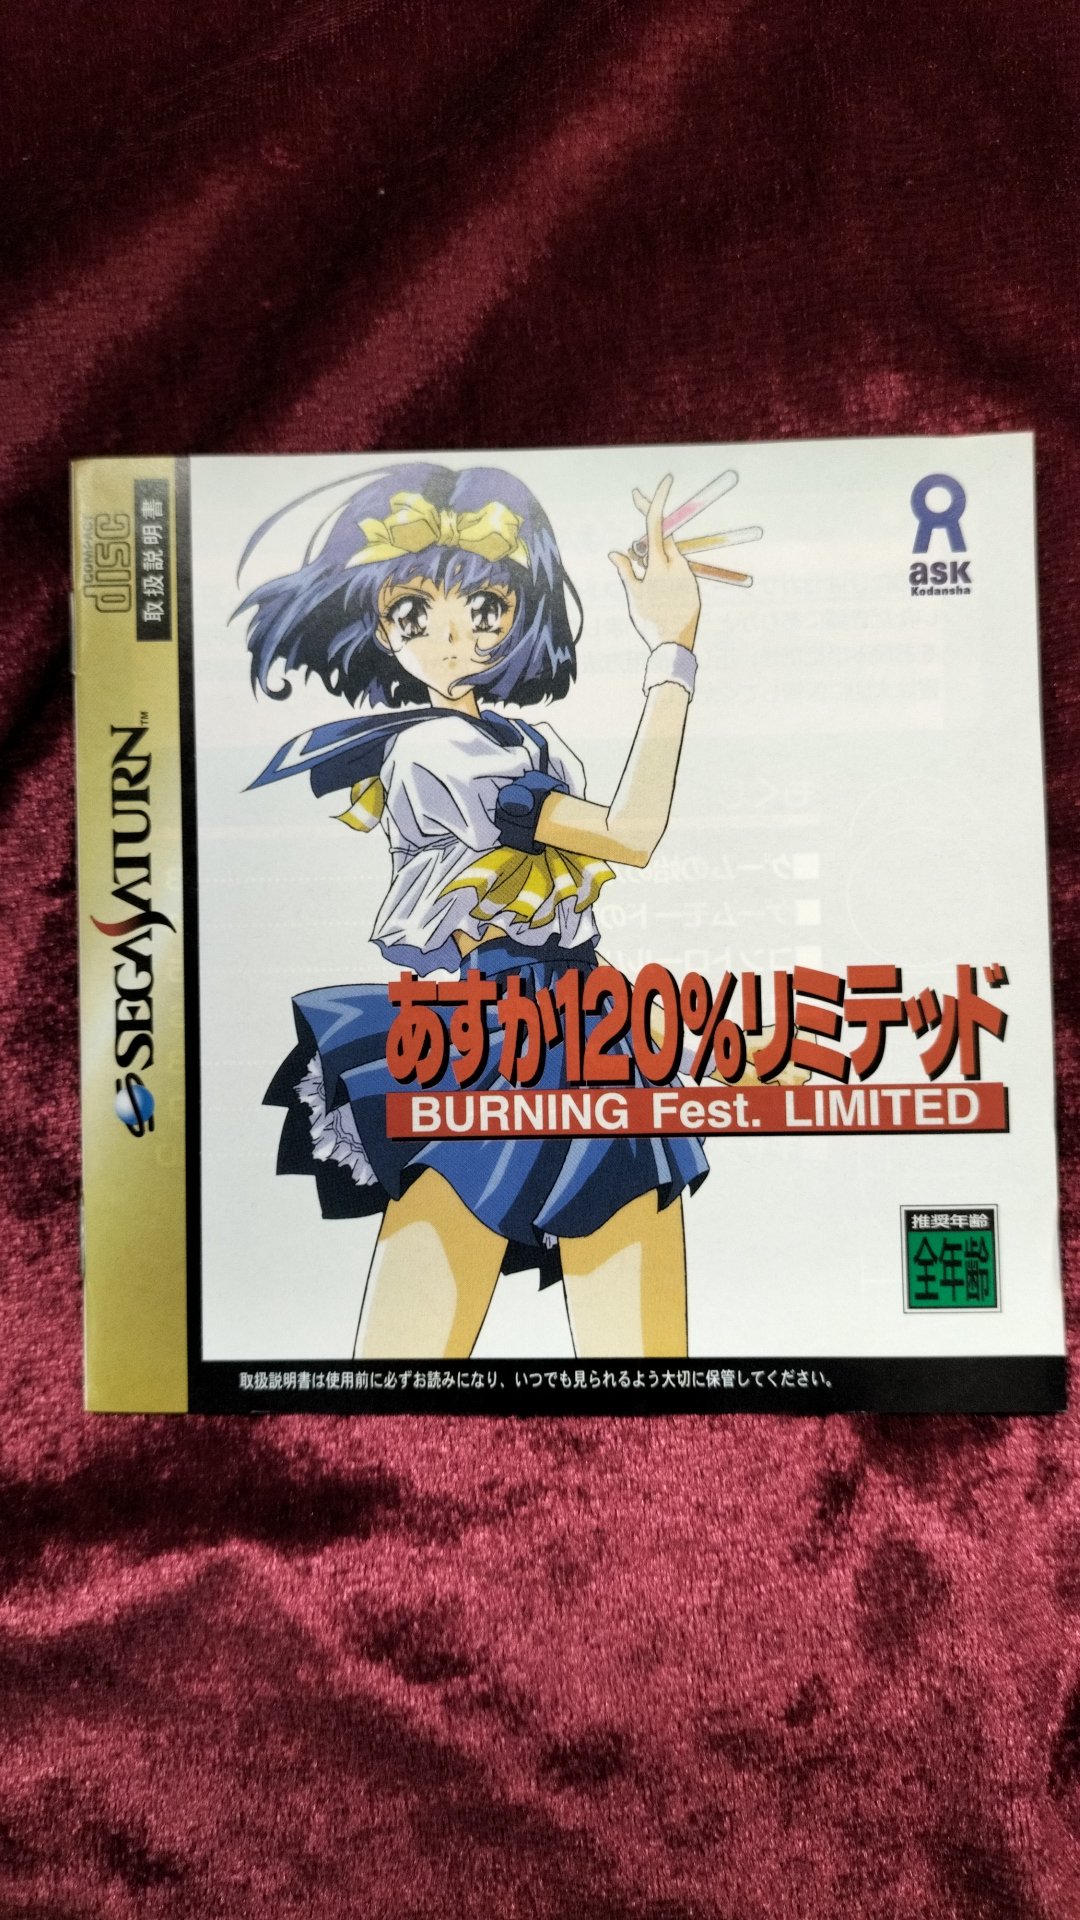 COMPACT
disc
取扱説明書
SEGA SATURN™
ask
Kodansha
あすか120%リミテッド
BURNING Fest. LIMITED
推奨年齢
全年齢
取扱説明書は使用前に必ずお読みになり、いつでも見られるよう大切に保管してください。